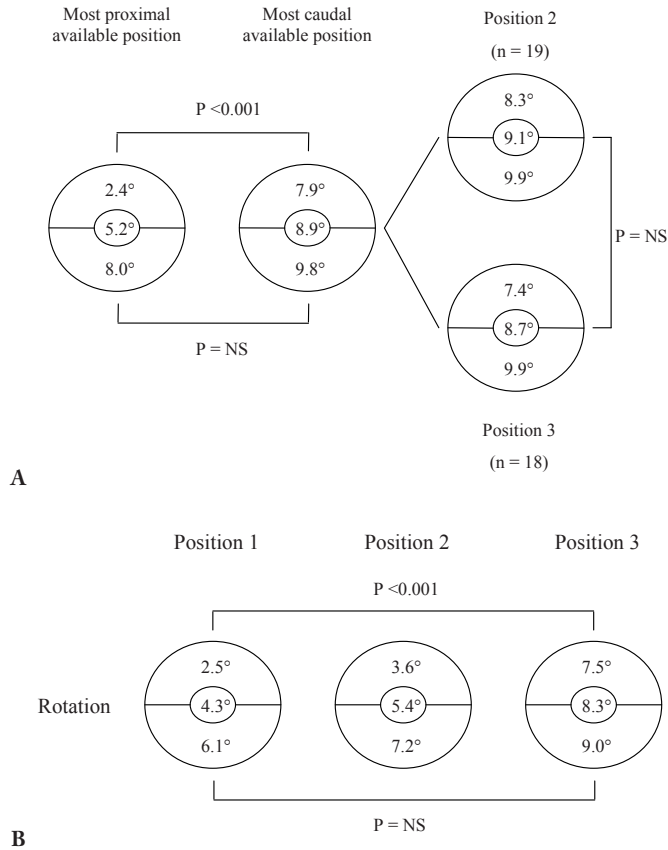 Most proximal
available position
Most caudal
available position
Position 2
(n = 19)
P <0.001
2.4°
5.2°
8.0°
7.9°
8.9°
9.8°
8.3°
9.1°
9.9°
P = NS
7.4°
8.7°
9.9°
P = NS
Position 3
(n = 18)
A
Position 1
Position 2
Position 3
P <0.001
Rotation
2.5°
4.3°
6.1°
3.6°
5.4°
7.2°
7.5°
8.3°
9.0°
P = NS
B